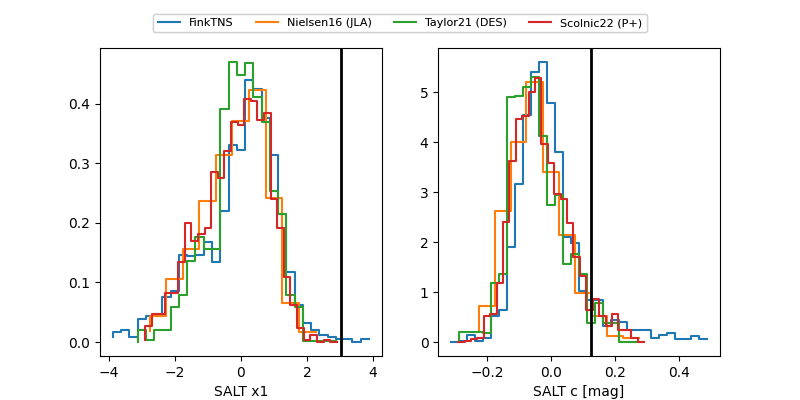 FinkTNS Nielsen16 (JLA) Taylor21 (DES) Scolnic22 (P+)
0.4
0.3
0.2
0.1
0.0
−4 −2 0 2 4
SALT x1
5
4
3
2
1
0
−0.2 0.0 0.2 0.4
SALT c [mag]